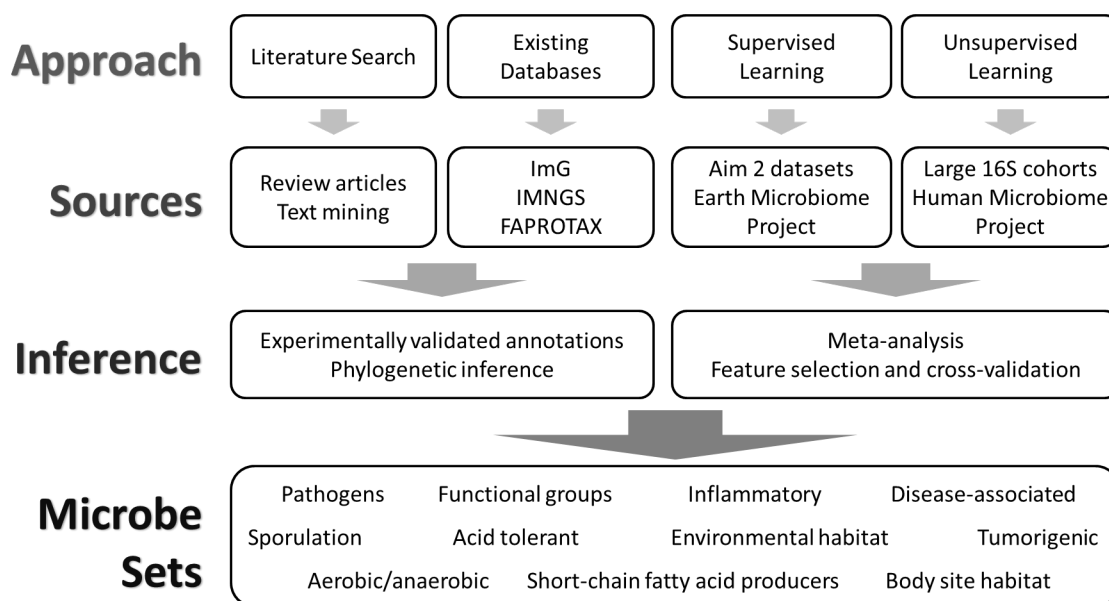 Approach
Literature Search
Existing
Databases
Supervised
Learning
Unsupervised
Learning
Sources
Review articles
Text mining
ImG
IMNGS
FAPROTAX
Aim 2 datasets
Earth Microbiome
Project
Large 16S cohorts
Human Microbiome
Project
Inference
Experimentally validated annotations
Phylogenetic inference
Meta-analysis
Feature selection and cross-validation
Microbe
Sets
Pathogens Functional groups Inflammatory Disease-associated
Sporulation Acid tolerant Environmental habitat Tumorigenic
Aerobic/anaerobic Short-chain fatty acid producers Body site habitat